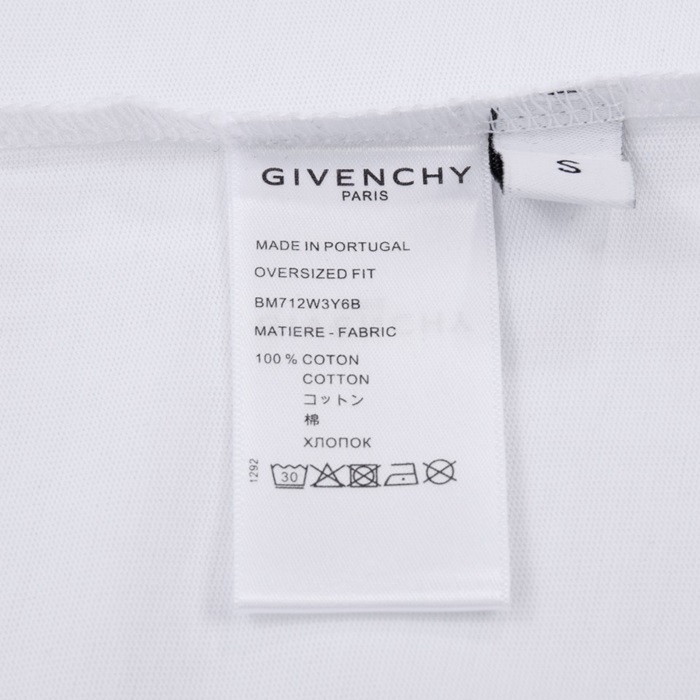 GIVENCHY
PARIS
S
MADE IN PORTUGAL
OVERSIZED FIT
BM712W3Y6B
MATIERE - FABRIC
100 % COTON
COTTON
コットン
棉
ХЛОПОК
1292
30